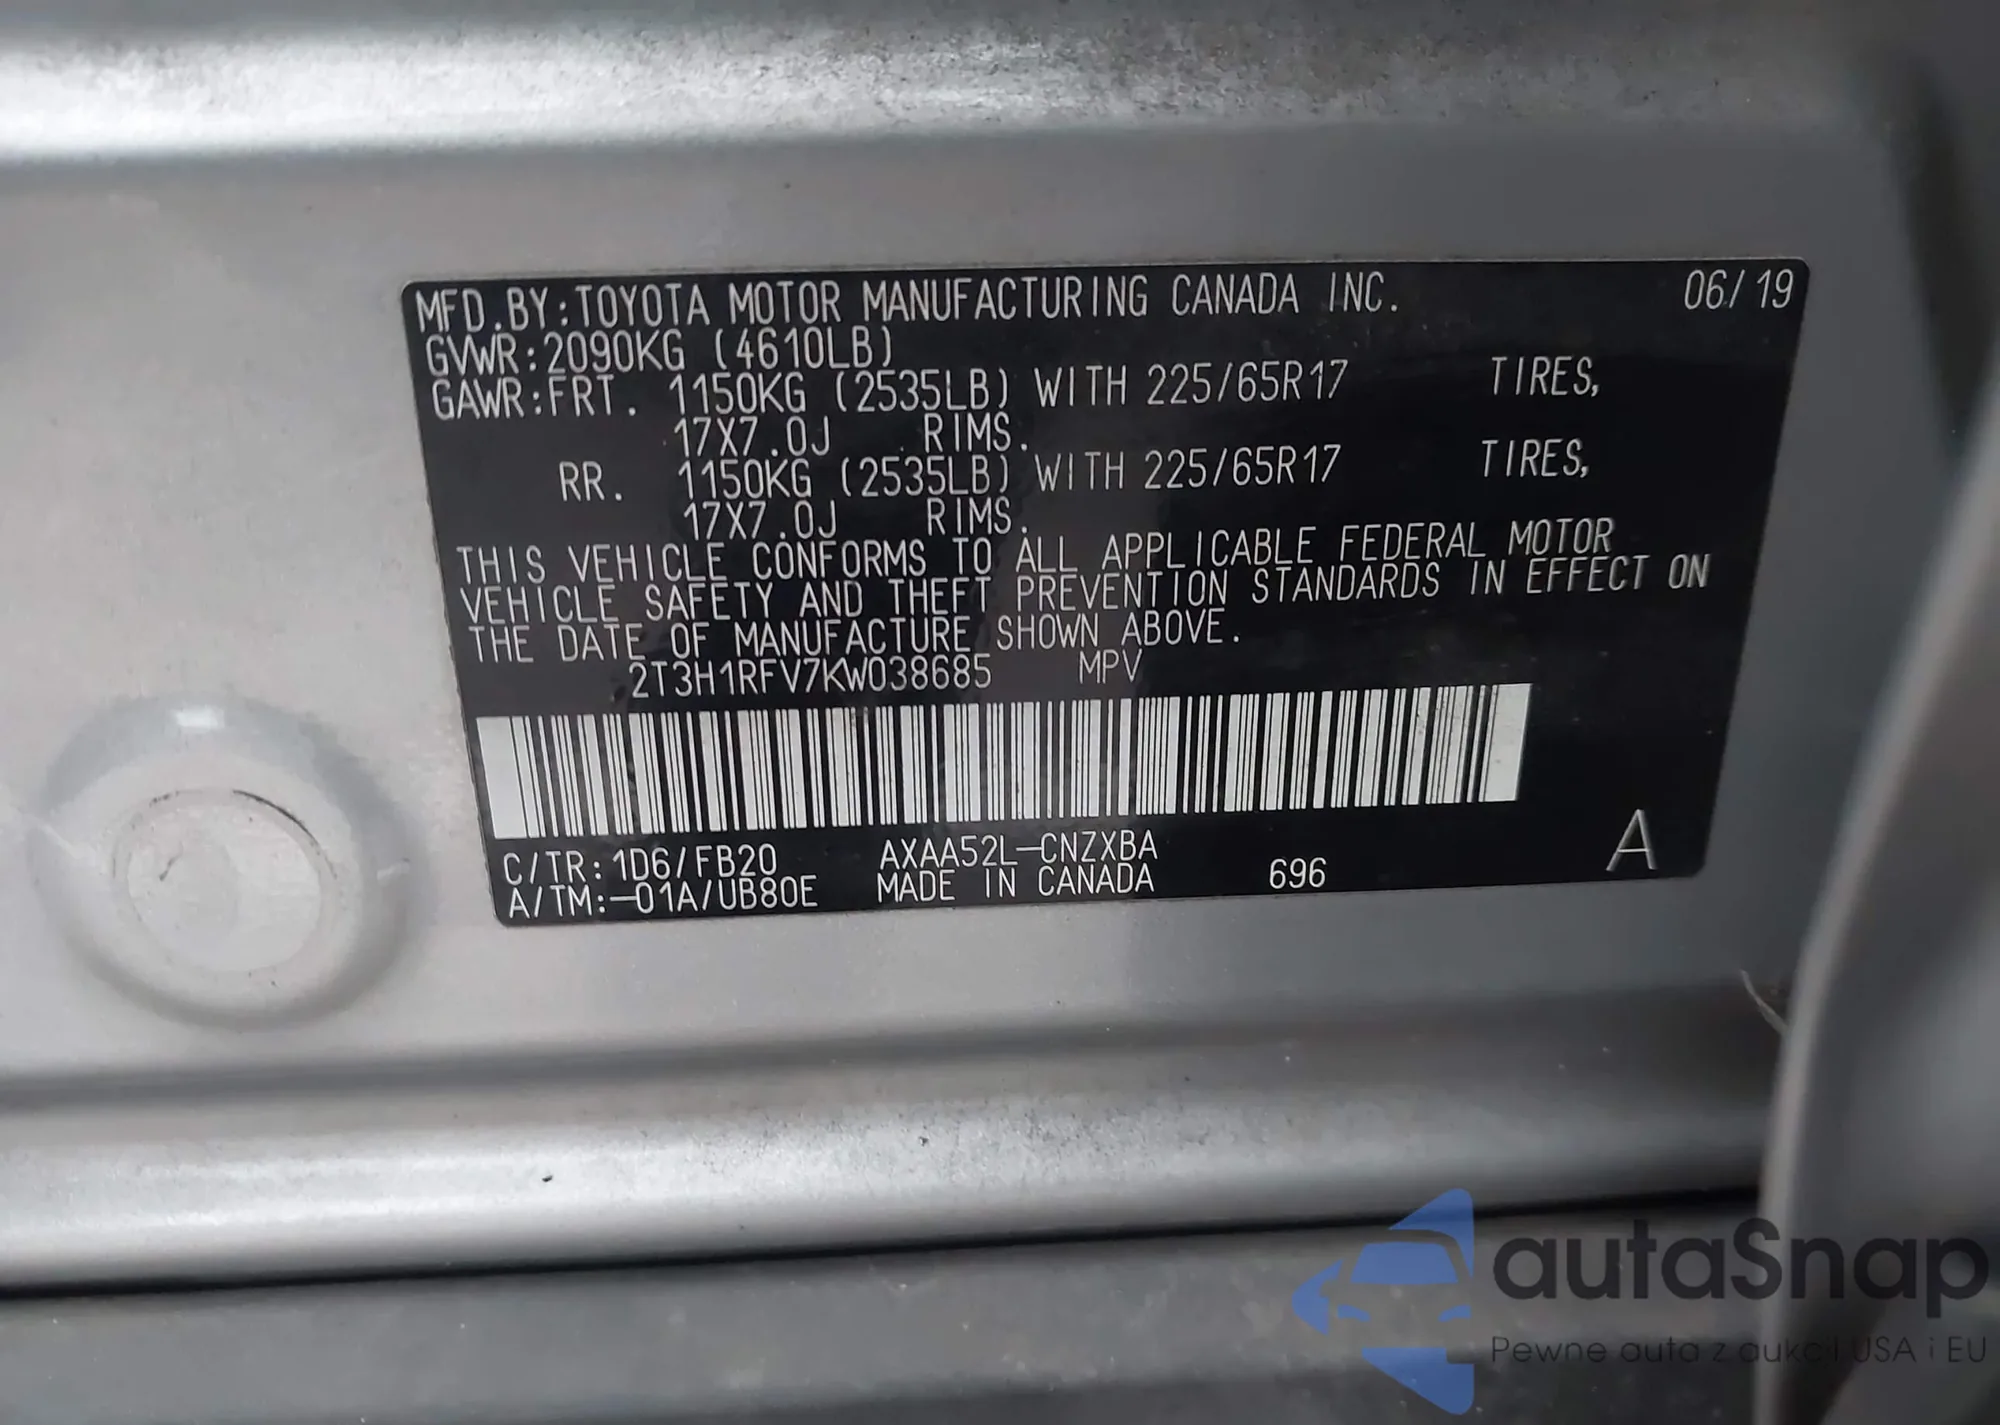 MFD.BY:TOYOTA MOTOR MANUFACTURING CANADA INC. 06/19
GVWR:2090KG (4610LB)
GAWR:FRT. 1150KG (2535LB) WITH 225/65R17 TIRES,
17X7.0J RIMS.
RR. 1150KG (2535LB) WITH 225/65R17 TIRES,
17X7.0J RIMS.
THIS VEHICLE CONFORMS TO ALL APPLICABLE FEDERAL MOTOR
VEHICLE SAFETY AND THEFT PREVENTION STANDARDS IN EFFECT ON
THE DATE OF MANUFACTURE SHOWN ABOVE.
2T3H1RFV7KW038685 MPV
C/TR:1D6/FB20 AXAA52L-CNZXBA
A/TM:-01A/UB80E MADE IN CANADA 696 A
autaSnap
Pewne auta z aukcji USA i EU